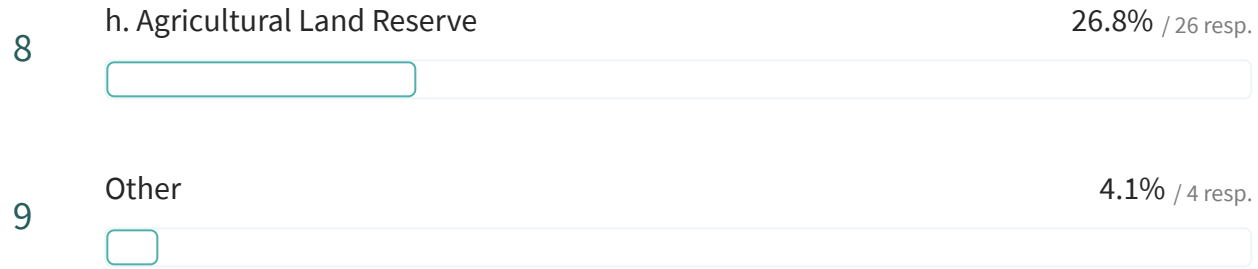 8 h. Agricultural Land Reserve 26.8% / 26 resp.
9 Other 4.1% / 4 resp.